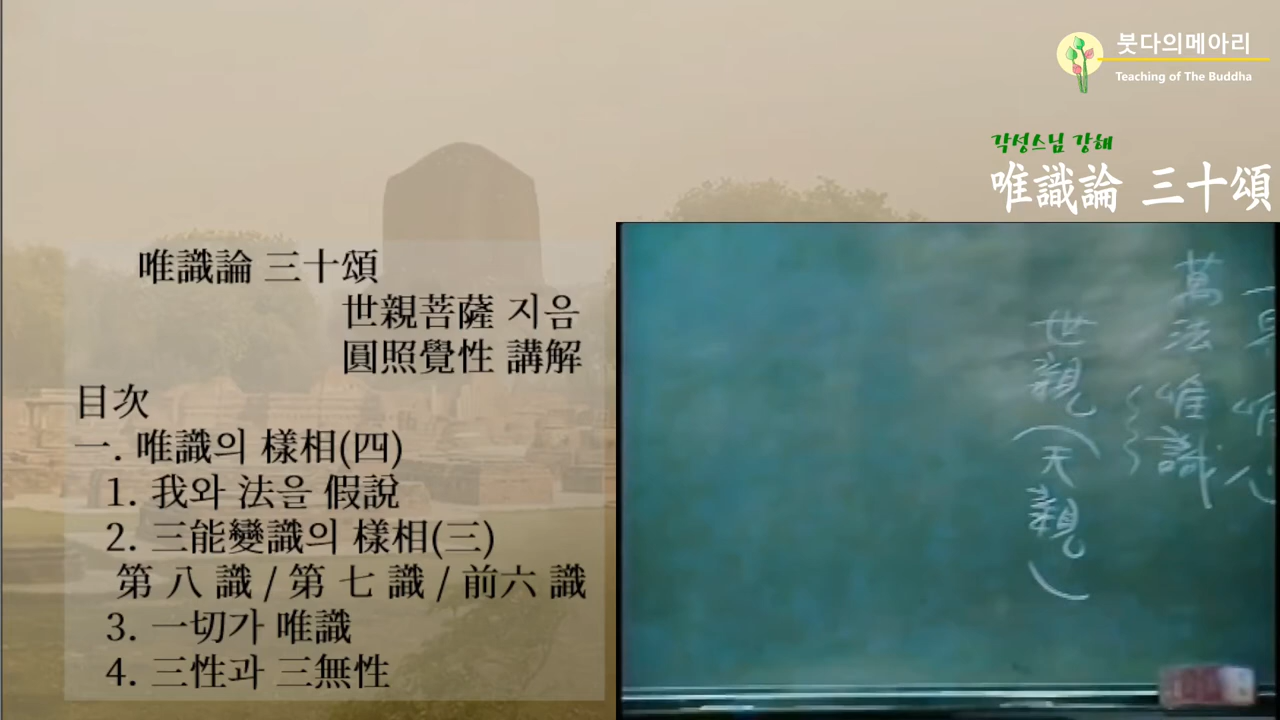 붓다의메아리
Teaching of The Buddha
각성스님 강해
唯識論 三十頌
唯識論 三十頌
世親菩薩 지음
圓照覺性 講解
目次
一. 唯識의 樣相(四)
1. 我와 法을 假說
2. 三能變識의 樣相(三)
第 八 識 / 第 七 識 / 前六 識
3. 一切가 唯識
4. 三性과 三無性
萬法唯識
世親(天親)